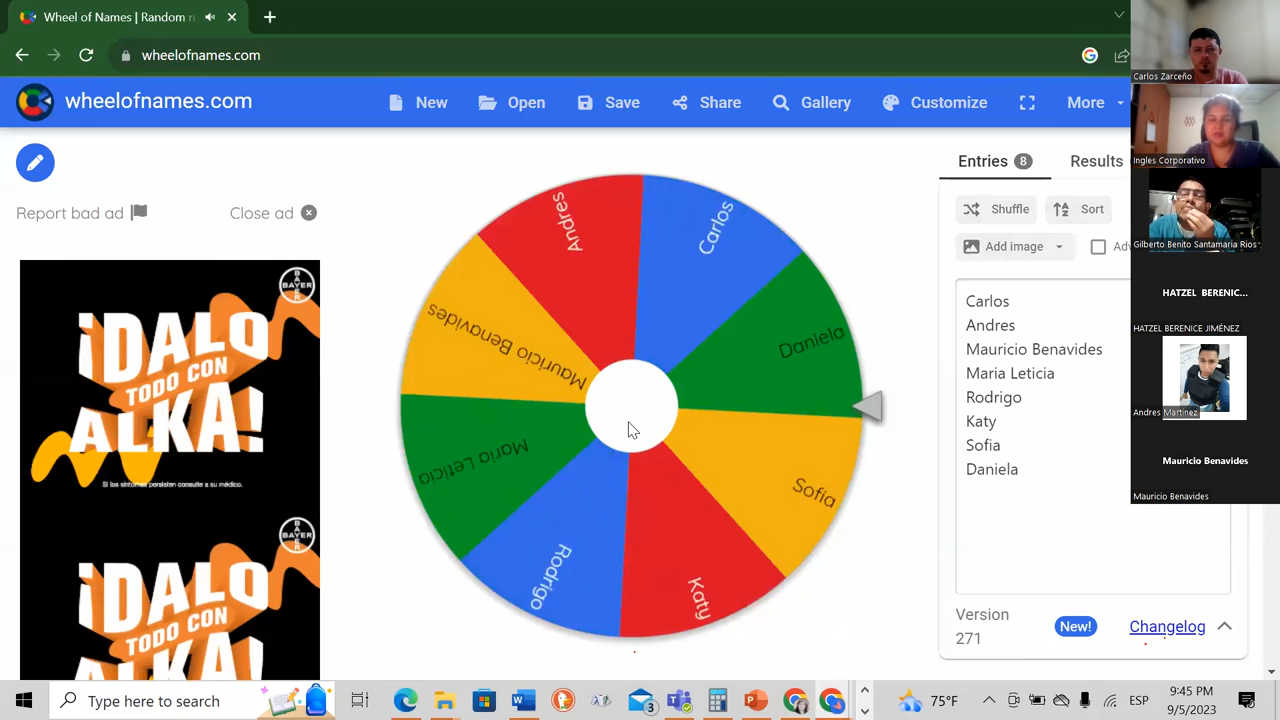 Wheel of Names | Random n
wheelofnames.com
wheelofnames.com
New
Open
Save
Share
Gallery
Customize
More
Report bad ad
Close ad
BAYER
¡DALO
TODO CON
ALKA!
Si los síntomas persisten consulte a su médico.
BAYER
¡DALO
TODO CON
ALKA!
Andres
Carlos
Daniela
Sofia
Katy
Rodrigo
Maria Leticia
Mauricio Benavides
Entries 8
Results
Shuffle
Sort
Add image
Adv
Carlos
Andres
Mauricio Benavides
Maria Leticia
Rodrigo
Katy
Sofia
Daniela
Version
271
New!
Changelog
Carlos Zarceño
Ingles Corporativo
Gilberto Benito Santamaria Rios
HATZEL BERENIC...
HATZEL BERENICE JIMÉNEZ
Andres Martinez
Mauricio Benavides
Mauricio Benavides
Type here to search
3
75°F
ESP
9:45 PM
9/5/2023